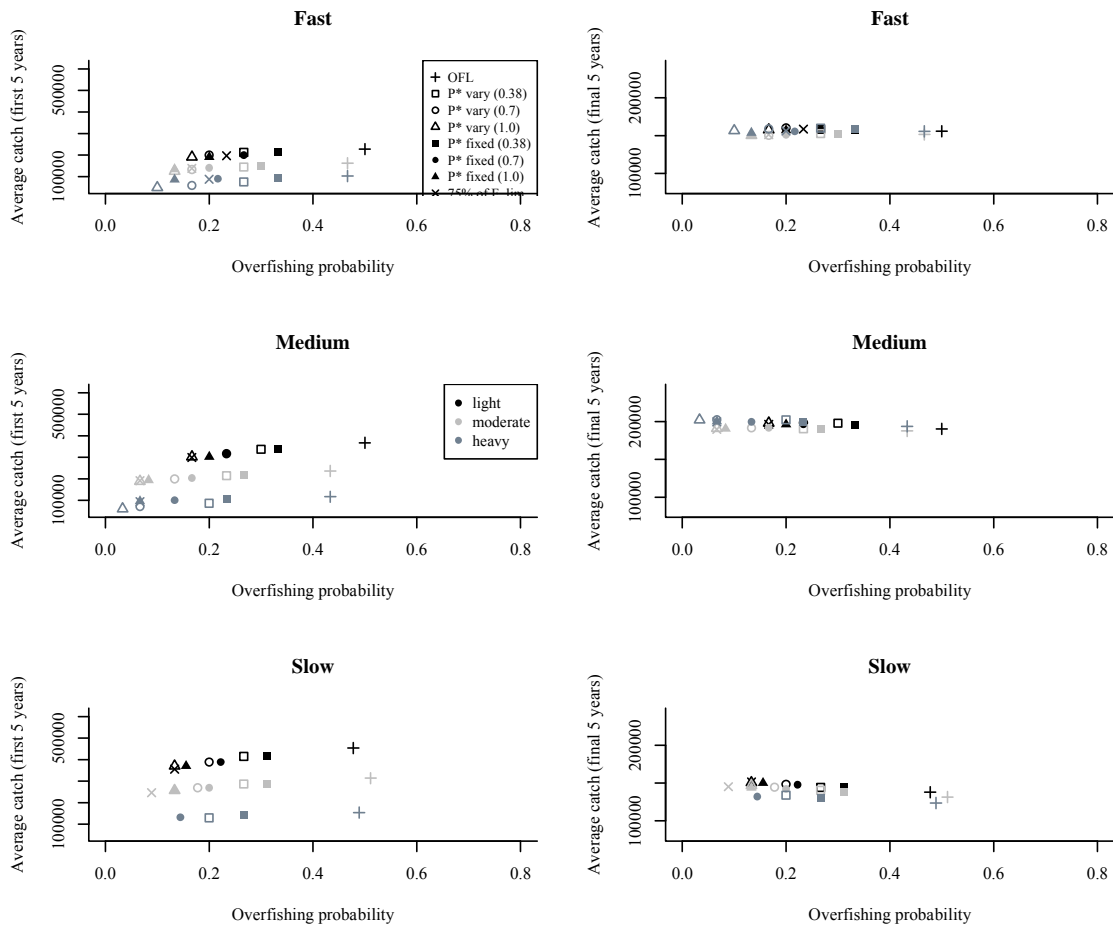 Fast
Average catch (first 5 years)
100000
500000
OFL
P* vary (0.38)
P* vary (0.7)
P* vary (1.0)
P* fixed (0.38)
P* fixed (0.7)
P* fixed (1.0)
75% of F_lim
0.0 0.2 0.4 0.6 0.8
Overfishing probability
Fast
Average catch (final 5 years)
100000
200000
0.0 0.2 0.4 0.6 0.8
Overfishing probability
Medium
Average catch (first 5 years)
100000
500000
light
moderate
heavy
0.0 0.2 0.4 0.6 0.8
Overfishing probability
Medium
Average catch (final 5 years)
100000
200000
0.0 0.2 0.4 0.6 0.8
Overfishing probability
Slow
Average catch (first 5 years)
100000
500000
0.0 0.2 0.4 0.6 0.8
Overfishing probability
Slow
Average catch (final 5 years)
100000
200000
0.0 0.2 0.4 0.6 0.8
Overfishing probability